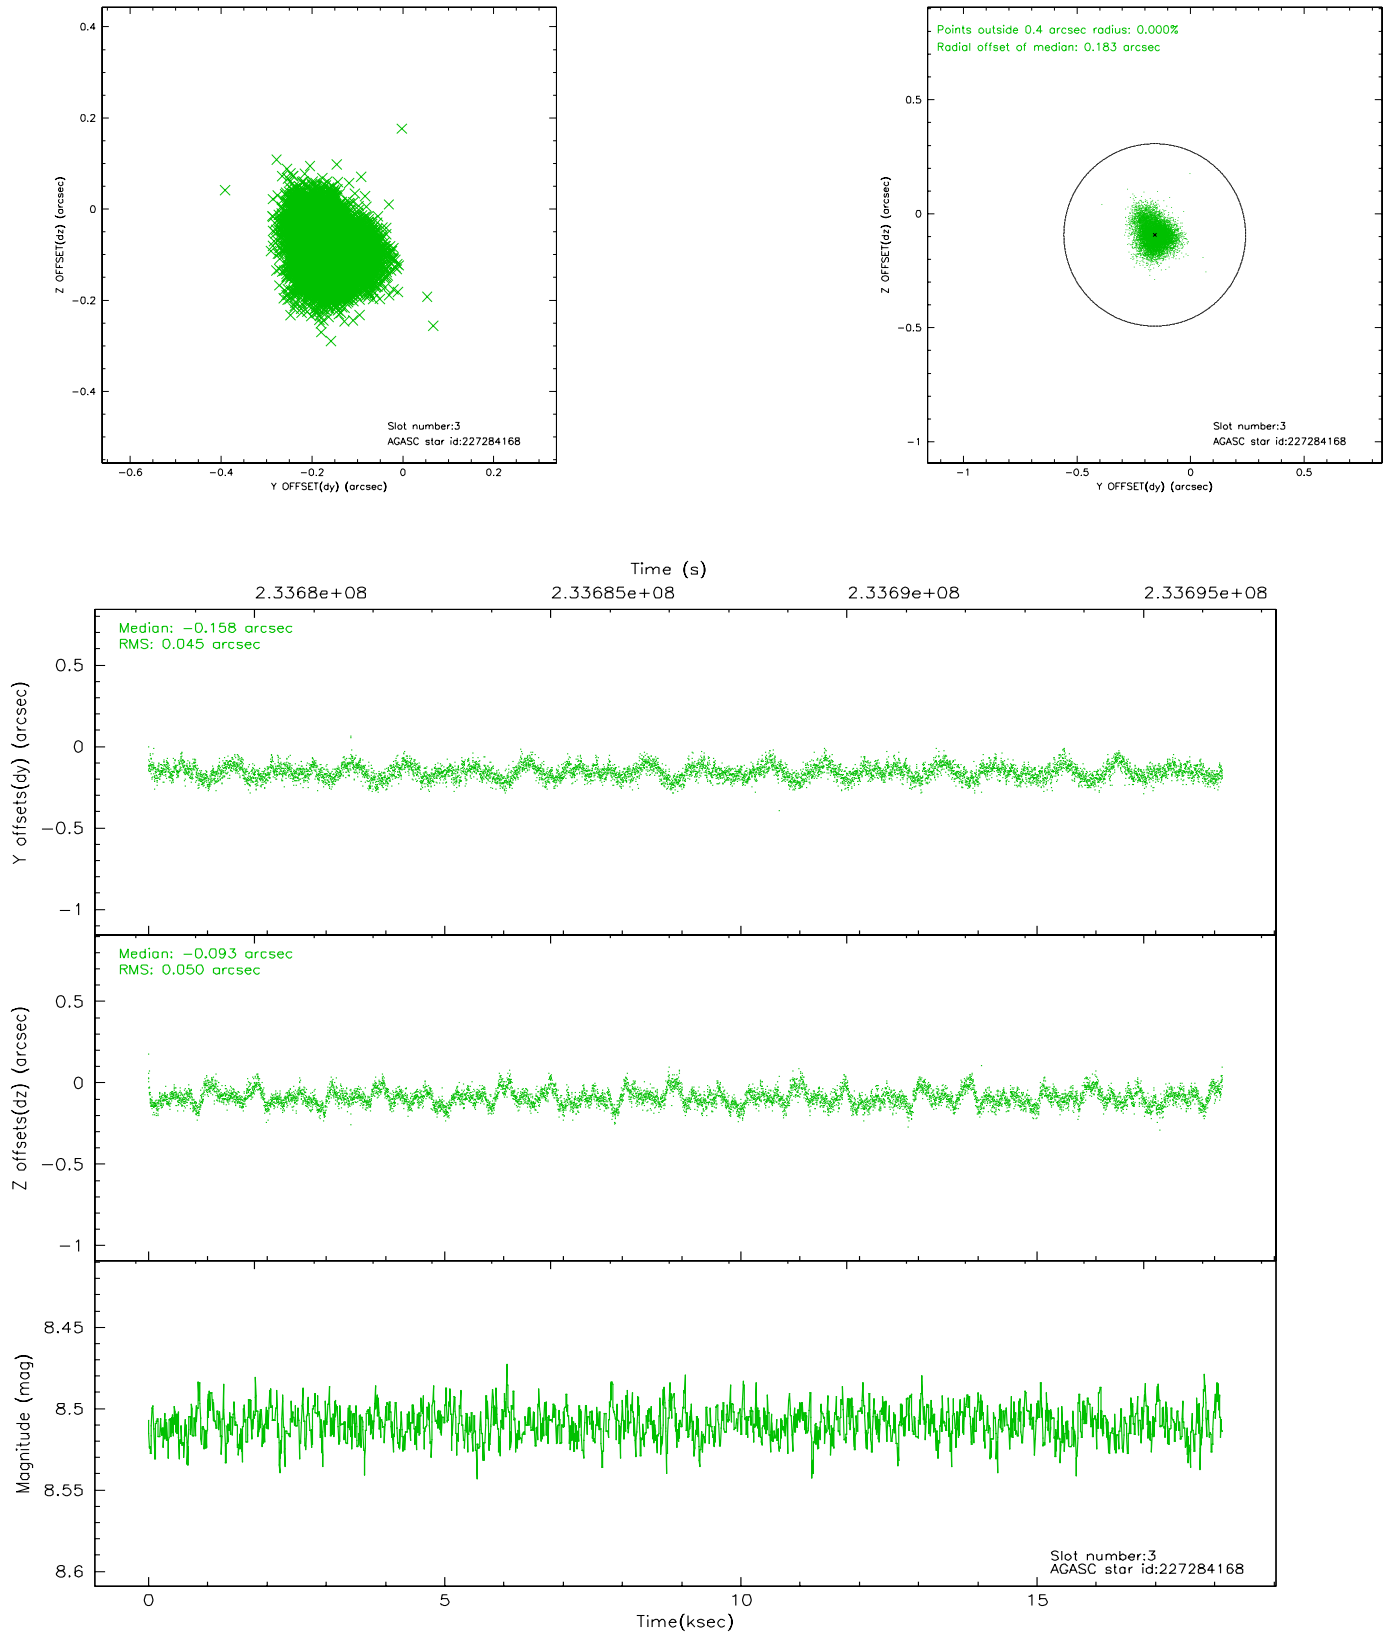 0.4
0.2
0
−0.2
−0.4
Z OFFSET(dz) (arcsec)
Slot number:3
AGASC star id:227284168
−0.6 −0.4 −0.2 0 0.2
Y OFFSET(dy) (arcsec)
Points outside 0.4 arcsec radius: 0.000%
Radial offset of median: 0.183 arcsec
0.5
0
−0.5
−1
Z OFFSET(dz) (arcsec)
Slot number:3
AGASC star id:227284168
−1 −0.5 0 0.5
Y OFFSET(dy) (arcsec)
Time (s)
2.3368e+08 2.33685e+08 2.3369e+08 2.33695e+08
Median: −0.158 arcsec
RMS: 0.045 arcsec
0.5
0
−0.5
−1
Y offsets(dy) (arcsec)
Median: −0.093 arcsec
RMS: 0.050 arcsec
0.5
0
−0.5
−1
Z offsets(dz) (arcsec)
8.45
8.5
8.55
8.6
Magnitude (mag)
Slot number:3
AGASC star id:227284168
0 5 10 15
Time(ksec)